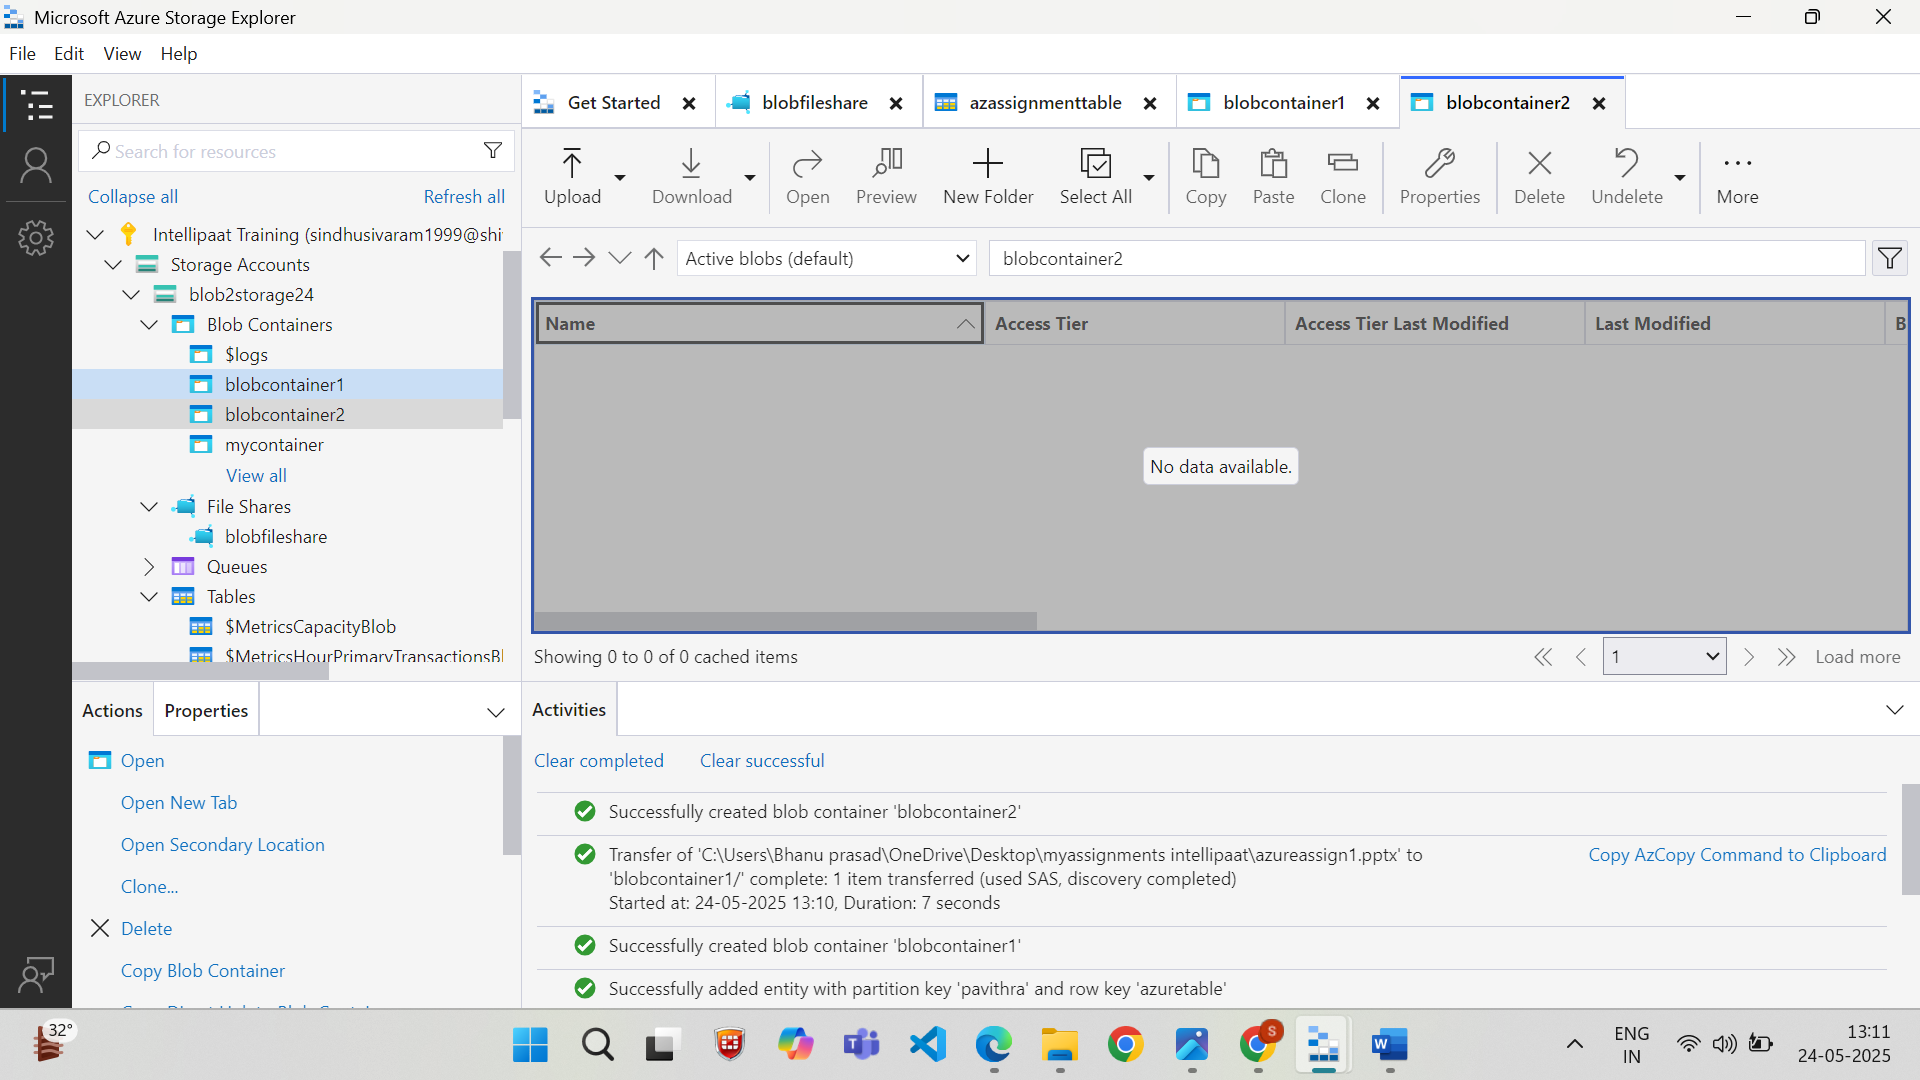 Microsoft Azure Storage Explorer
File Edit View Help
EXPLORER
Search for resources
Collapse all Refresh all
Intellipaat Training (sindhusivaram1999@shi
Storage Accounts
blob2storage24
Blob Containers
$logs
blobcontainer1
blobcontainer2
mycontainer
View all
File Shares
blobfileshare
Queues
Tables
$MetricsCapacityBlob
$MetricsHourPrimaryTransactionsBl
Actions Properties
Open
Open New Tab
Open Secondary Location
Clone...
Delete
Copy Blob Container
Get Started blobfileshare azassignmenttable blobcontainer1 blobcontainer2
Upload Download Open Preview New Folder Select All Copy Paste Clone Properties Delete Undelete More
Active blobs (default) blobcontainer2
Name Access Tier Access Tier Last Modified Last Modified B
No data available.
Showing 0 to 0 of 0 cached items 1 Load more
Activities
Clear completed Clear successful
Successfully created blob container 'blobcontainer2'
Transfer of 'C:\Users\Bhanu prasad\OneDrive\Desktop\myassignments intellipaat\azureassign1.pptx' to Copy AzCopy Command to Clipboard
'blobcontainer1/' complete: 1 item transferred (used SAS, discovery completed)
Started at: 24-05-2025 13:10, Duration: 7 seconds
Successfully created blob container 'blobcontainer1'
Successfully added entity with partition key 'pavithra' and row key 'azuretable'
32° S ENG 13:11
IN 24-05-2025